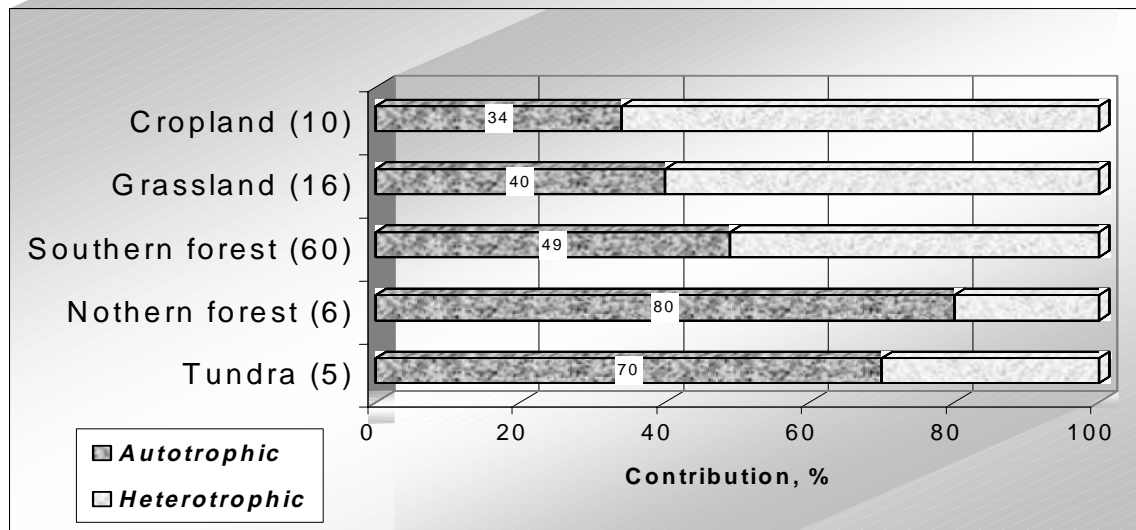 Cropland (10)
34
Grassland (16)
40
Southern forest (60)
49
Nothern forest (6)
80
Tundra (5)
70
0 20 40 60 80 100
Contribution, %
Autotrophic
Heterotrophic